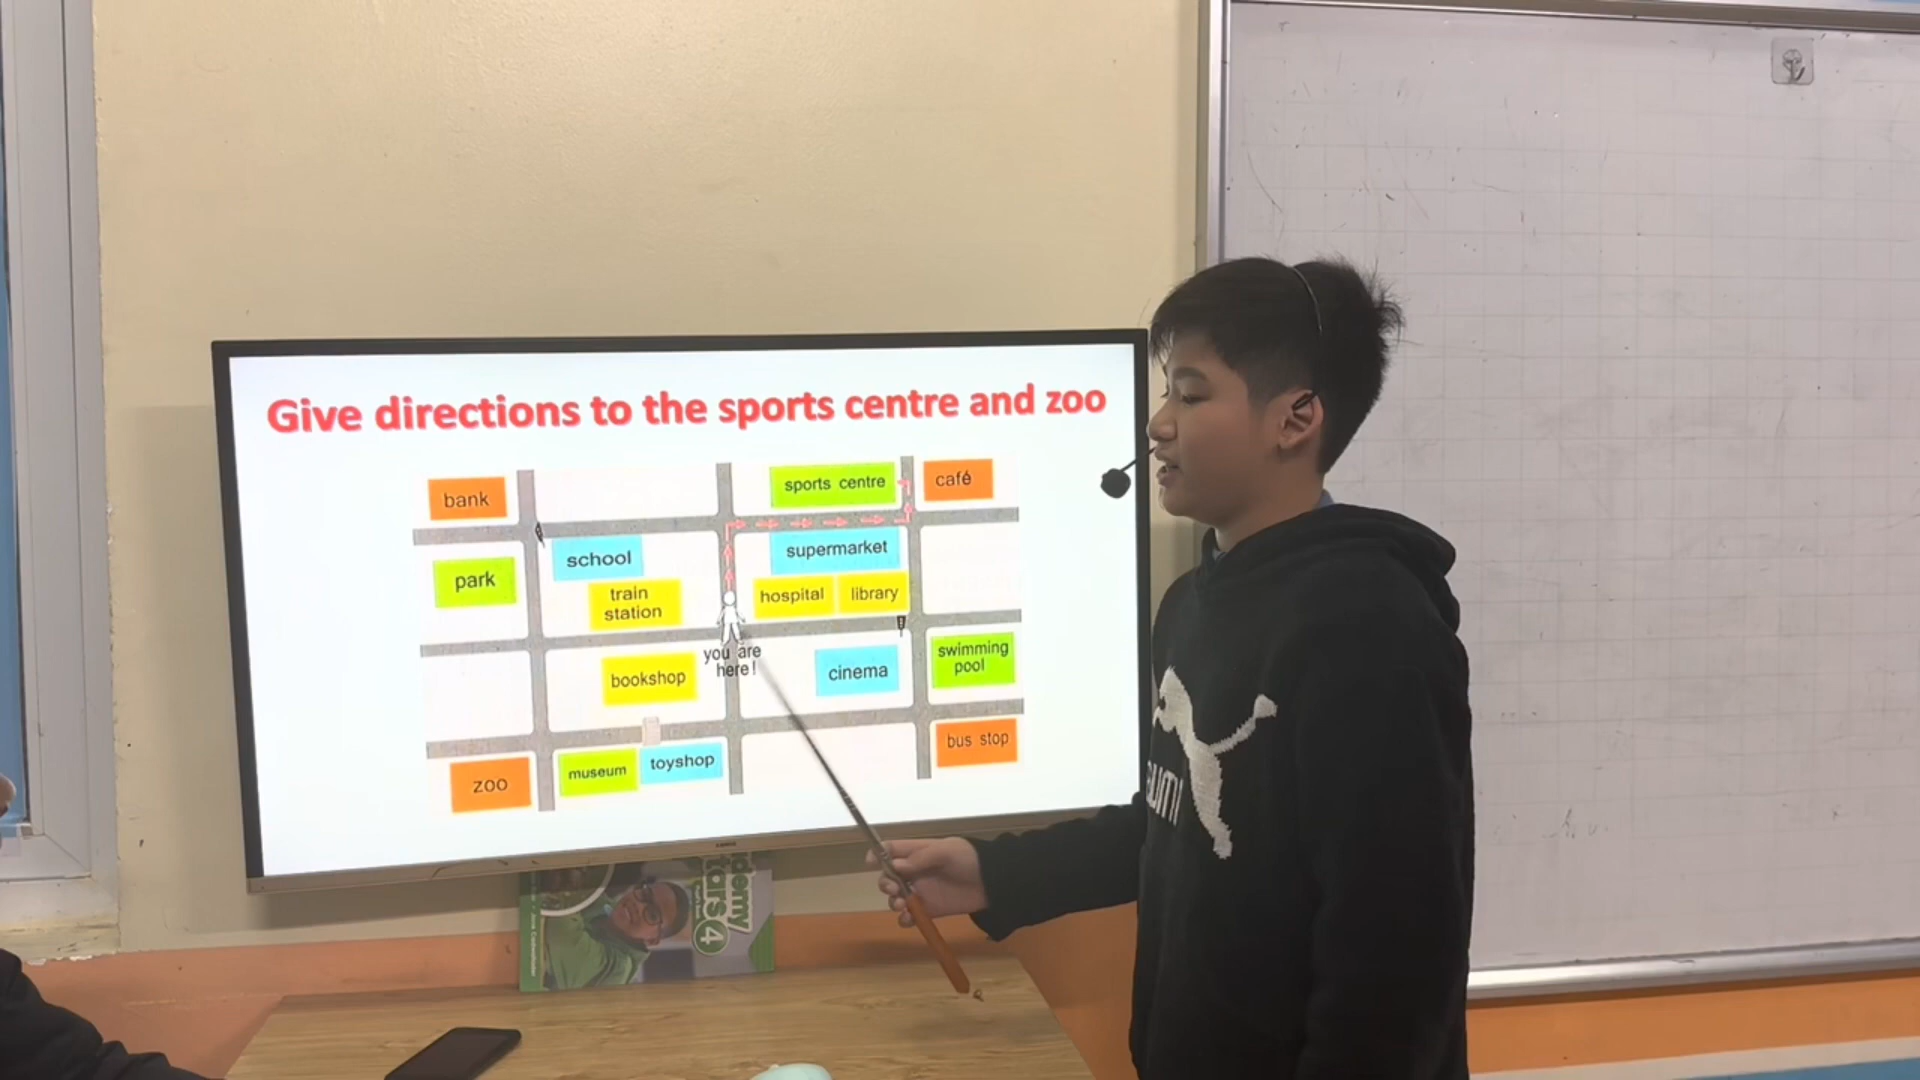 Give directions to the sports centre and zoo
bank
sports centre
café
school
supermarket
park
train
station
hospital
library
you are
here!
bookshop
cinema
swimming
pool
bus stop
zoo
museum
toyshop
4